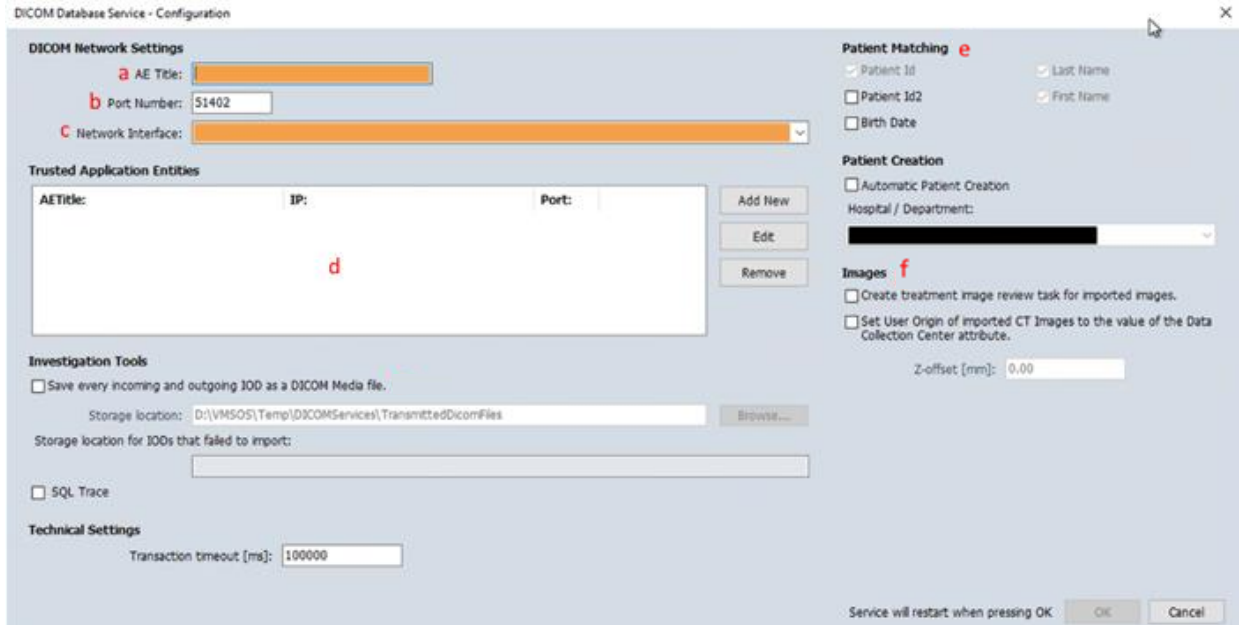 DICOM Database Service - Configuration
DICOM Network Settings
a AE Title:
b Port Number: 51402
c Network Interface:
Trusted Application Entities
AETitle: IP: Port:
d
Add New
Edit
Remove
Investigation Tools
Save every incoming and outgoing IOD as a DICOM Media file.
Storage location: D:\VMSOS\Temp\DICOMServices\TransmittedDicomFiles Browse...
Storage location for IODs that failed to import:
SQL Trace
Technical Settings
Transaction timeout [ms]: 100000
Patient Matching e
Patient Id Last Name
Patient Id2 First Name
Birth Date
Patient Creation
Automatic Patient Creation
Hospital / Department:
Images f
Create treatment image review task for imported images.
Set User Origin of imported CT Images to the value of the Data
Collection Center attribute.
Z-offset [mm]: 0.00
Service will restart when pressing OK OK Cancel